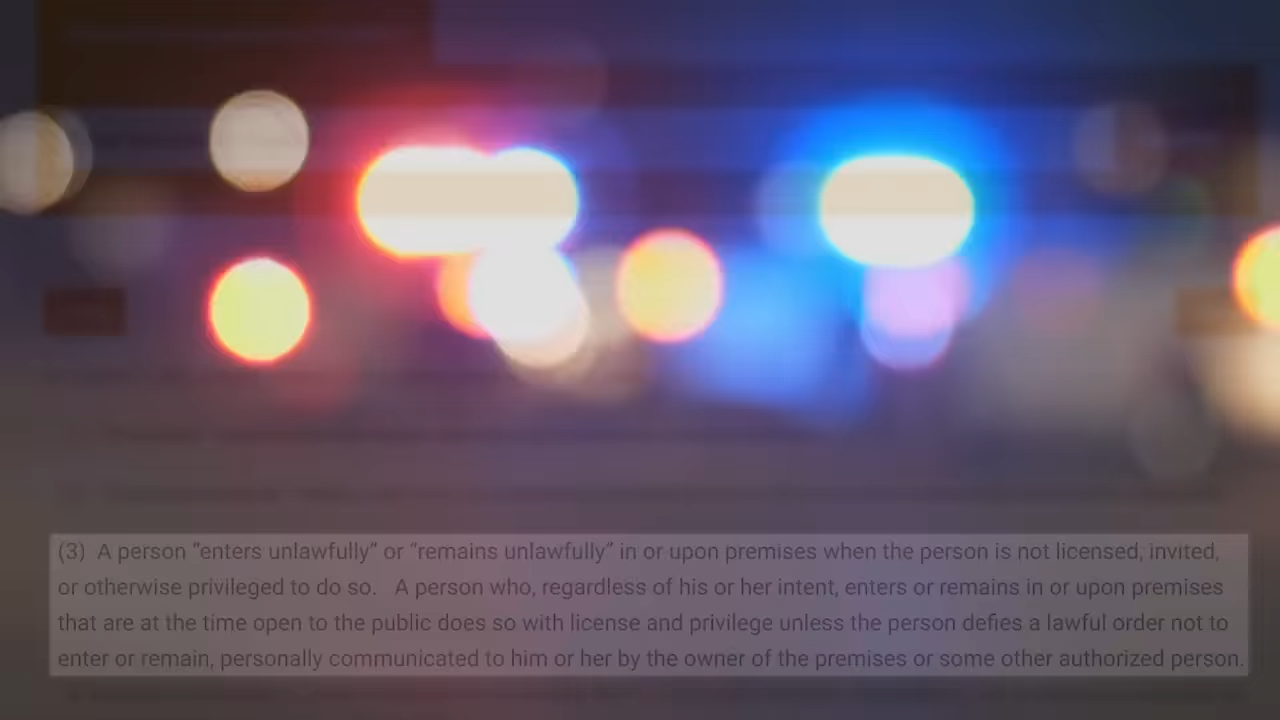 (3) A person “enters unlawfully” or “remains unlawfully” in or upon premises when the person is not licensed, invited,
or otherwise privileged to do so. A person who, regardless of his or her intent, enters or remains in or upon premises
that are at the time open to the public does so with license and privilege unless the person defies a lawful order not to
enter or remain, personally communicated to him or her by the owner of the premises or some other authorized person.